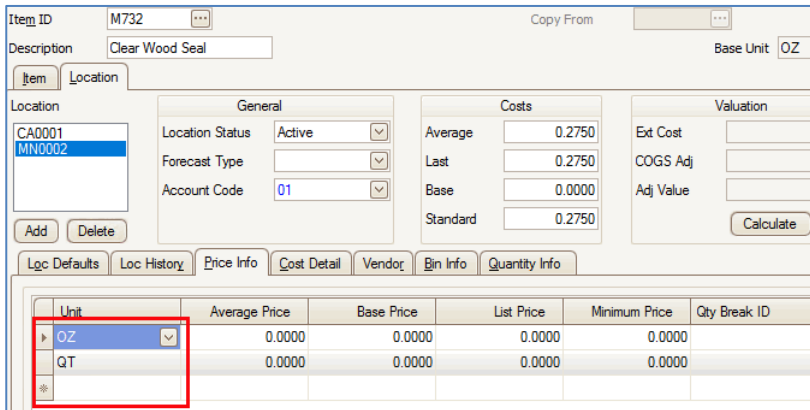 Item ID M732 ... Copy From ...
Description Clear Wood Seal Base Unit OZ
Item Location
Location General Costs Valuation
CA0001 Location Status Active Average 0.2750 Ext Cost
MN0002 Forecast Type Last 0.2750 COGS Adj
Account Code 01 Base 0.0000 Adj Value
Standard 0.2750
Add Delete Calculate
Loc Defaults Loc History Price Info Cost Detail Vendor Bin Info Quantity Info
Unit Average Price Base Price List Price Minimum Price Qty Break ID
OZ 0.0000 0.0000 0.0000 0.0000
QT 0.0000 0.0000 0.0000 0.0000